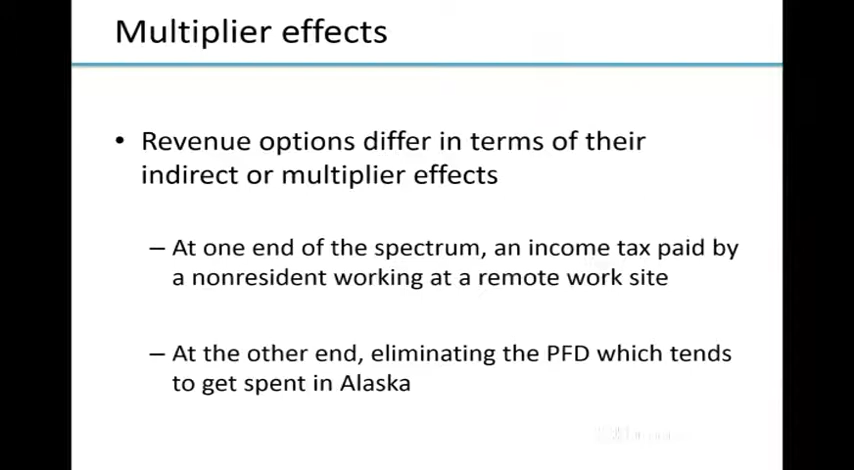 Multiplier effects
• Revenue options differ in terms of their
indirect or multiplier effects
– At one end of the spectrum, an income tax paid by
a nonresident working at a remote work site
– At the other end, eliminating the PFD which tends
to get spent in Alaska